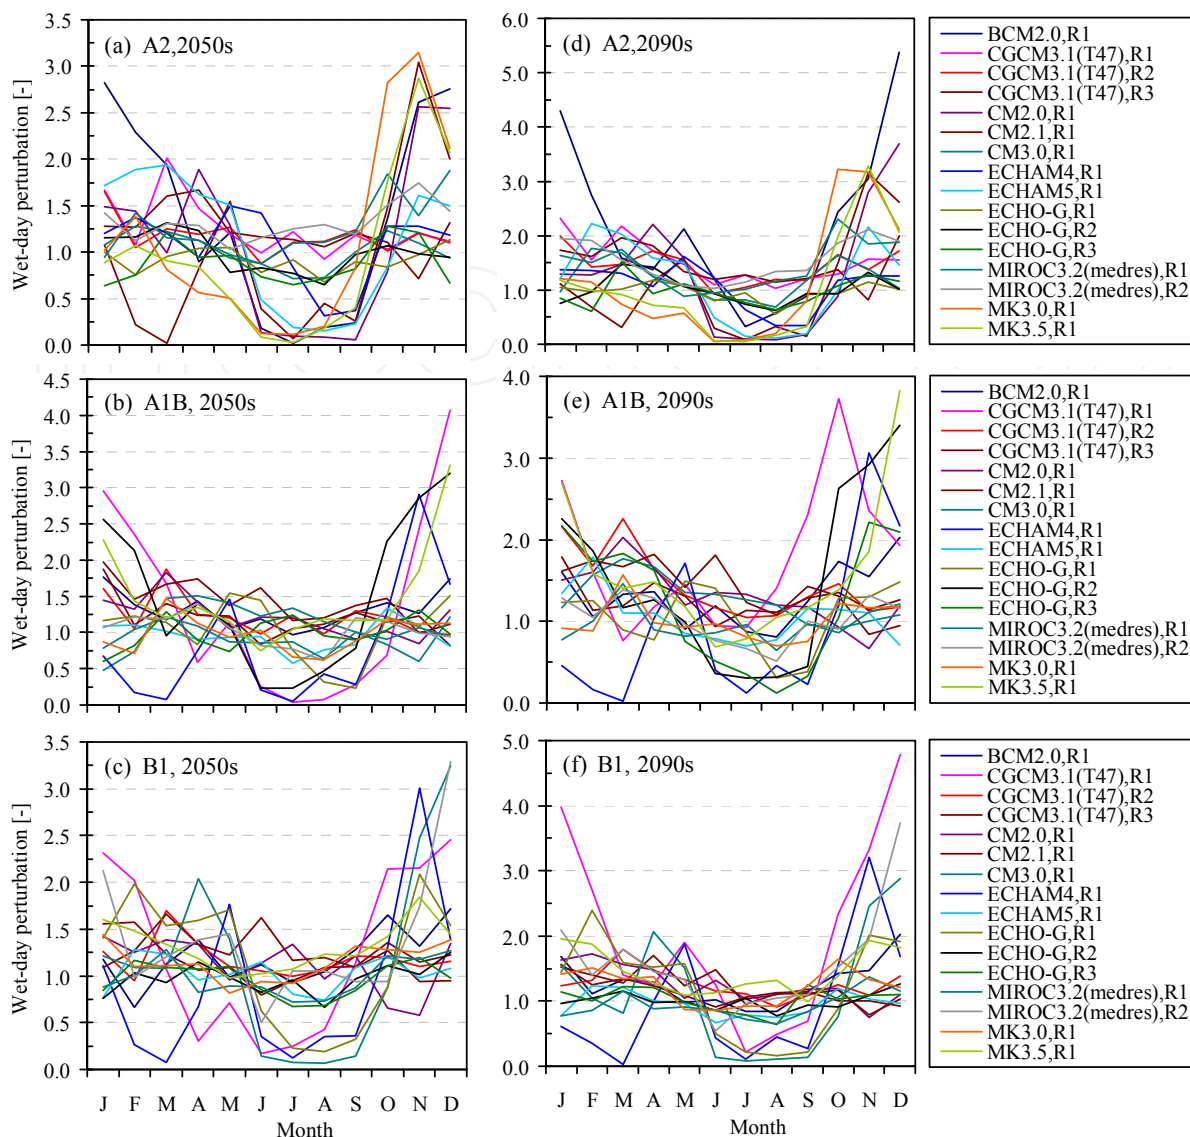 (a) A2,2050s
Wet-day perturbation [-]
3.5
3.0
2.5
2.0
1.5
1.0
0.5
0.0
(d) A2,2090s
6.0
5.0
4.0
3.0
2.0
1.0
0.0
BCM2.0,R1
CGCM3.1(T47),R1
CGCM3.1(T47),R2
CGCM3.1(T47),R3
CM2.0,R1
CM2.1,R1
CM3.0,R1
ECHAM4,R1
ECHAM5,R1
ECHO-G,R1
ECHO-G,R2
ECHO-G,R3
MIROC3.2(medres),R1
MIROC3.2(medres),R2
MK3.0,R1
MK3.5,R1
(b) A1B, 2050s
Wet-day perturbation [-]
4.5
4.0
3.5
3.0
2.5
2.0
1.5
1.0
0.5
0.0
(e) A1B, 2090s
4.0
3.0
2.0
1.0
0.0
BCM2.0,R1
CGCM3.1(T47),R1
CGCM3.1(T47),R2
CGCM3.1(T47),R3
CM2.0,R1
CM2.1,R1
CM3.0,R1
ECHAM4,R1
ECHAM5,R1
ECHO-G,R1
ECHO-G,R2
ECHO-G,R3
MIROC3.2(medres),R1
MIROC3.2(medres),R2
MK3.0,R1
MK3.5,R1
(c) B1, 2050s
Wet-day perturbation [-]
3.5
3.0
2.5
2.0
1.5
1.0
0.5
0.0
J F M A M J J A S O N D
Month
(f) B1, 2090s
5.0
4.0
3.0
2.0
1.0
0.0
J F M A M J J A S O N D
Month
BCM2.0,R1
CGCM3.1(T47),R1
CGCM3.1(T47),R2
CGCM3.1(T47),R3
CM2.0,R1
CM2.1,R1
CM3.0,R1
ECHAM4,R1
ECHAM5,R1
ECHO-G,R1
ECHO-G,R2
ECHO-G,R3
MIROC3.2(medres),R1
MIROC3.2(medres),R2
MK3.0,R1
MK3.5,R1